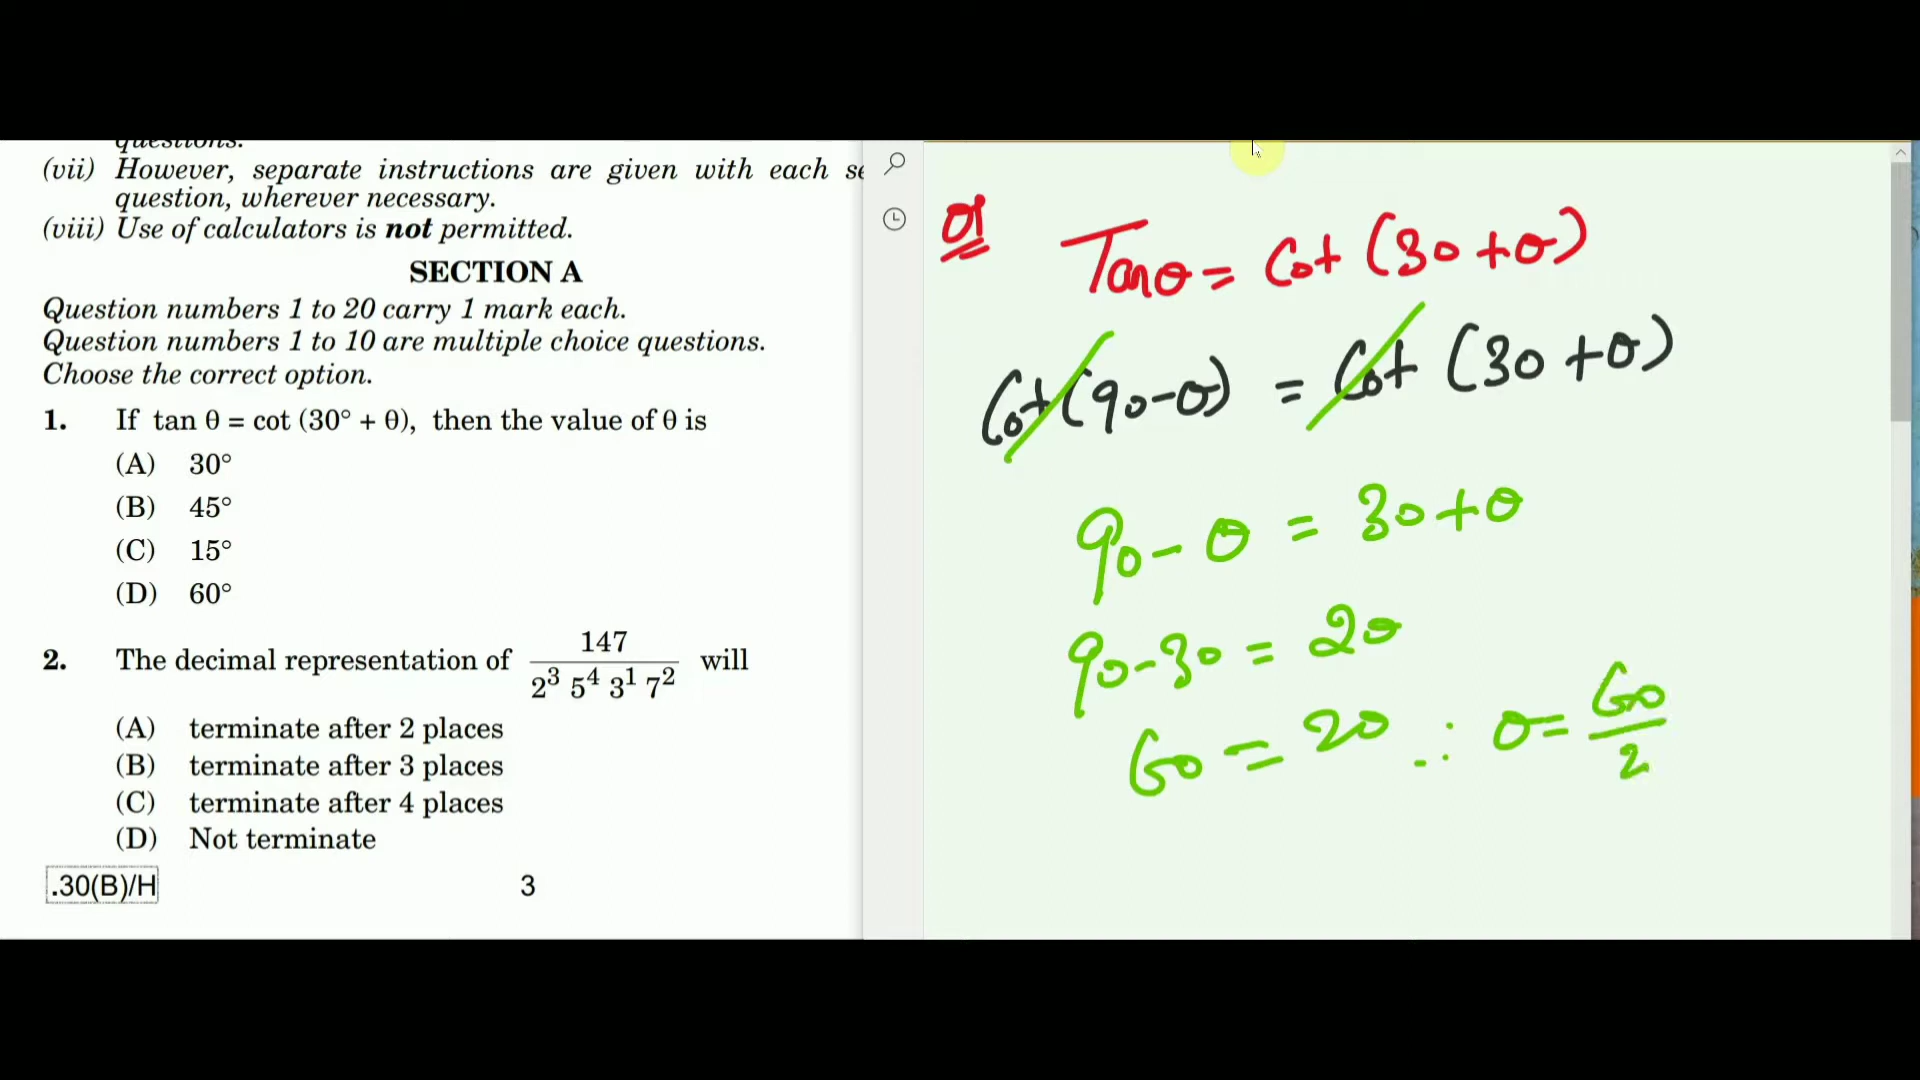 questions.
(vii) However, separate instructions are given with each se
question, wherever necessary.
(viii) Use of calculators is not permitted.
SECTION A
Question numbers 1 to 20 carry 1 mark each.
Question numbers 1 to 10 are multiple choice questions.
Choose the correct option.
1. If tan θ = cot (30° + θ), then the value of θ is
(A) 30°
(B) 45°
(C) 15°
(D) 60°
2. The decimal representation of 147 / 2³ 5⁴ 3¹ 7² will
(A) terminate after 2 places
(B) terminate after 3 places
(C) terminate after 4 places
(D) Not terminate
.30(B)/H 3
01
Tanθ = Cot (30+θ)
Cot (90-θ) = Cot (30+θ)
90-θ = 30+θ
90-30 = 2θ
60 = 2θ ∴ θ = 60/2